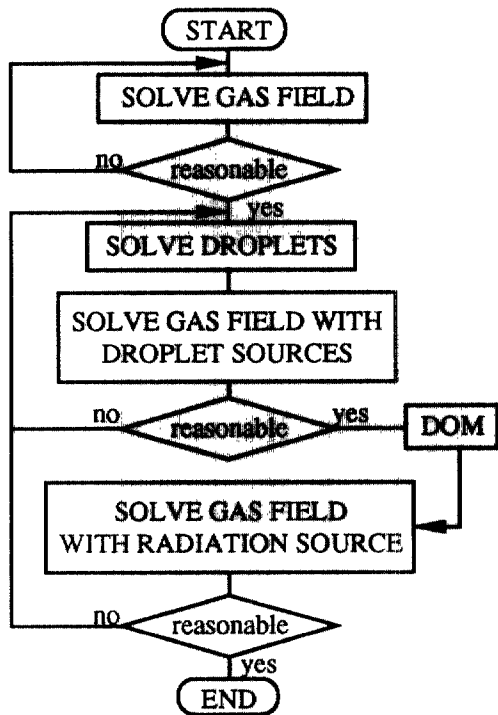 START
SOLVE GAS FIELD
no
reasonable
yes
SOLVE DROPLETS
SOLVE GAS FIELD WITH
DROPLET SOURCES
no
reasonable
yes
DOM
SOLVE GAS FIELD
WITH RADIATION SOURCE
no
reasonable
yes
END